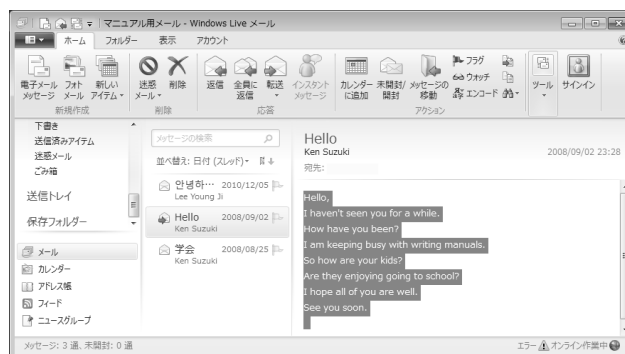 マニュアル用メール - Windows Live メール
ホーム フォルダー 表示 アカウント
電子メール メッセージ
フォト メール
新しい アイテム
迷惑 メール
削除
返信
全員に 返信
転送
インスタント メッセージ
カレンダー に追加
未開封/ 開封
メッセージの 移動
フラグ
ウオッチ
エンコード
ツール
サインイン
新規作成 削除 応答 アクション
下書き
送信済みアイテム
迷惑メール
ごみ箱
送信トレイ
保存フォルダー
メール
カレンダー
アドレス帳
フィード
ニュースグループ
メッセージの検索
並べ替え: 日付 (スレッド)
안녕하… 2010/12/05
Lee Young Ji
Hello 2008/09/02
Ken Suzuki
学会 2008/08/25
Ken Suzuki
Hello
Ken Suzuki 2008/09/02 23:28
宛先:
Hello,
I haven't seen you for a while.
How have you been?
I am keeping busy with writing manuals.
So how are your kids?
Are they enjoying going to school?
I hope all of you are well.
See you soon.
メッセージ: 3 通、未開封: 0 通
エラー オンライン作業中